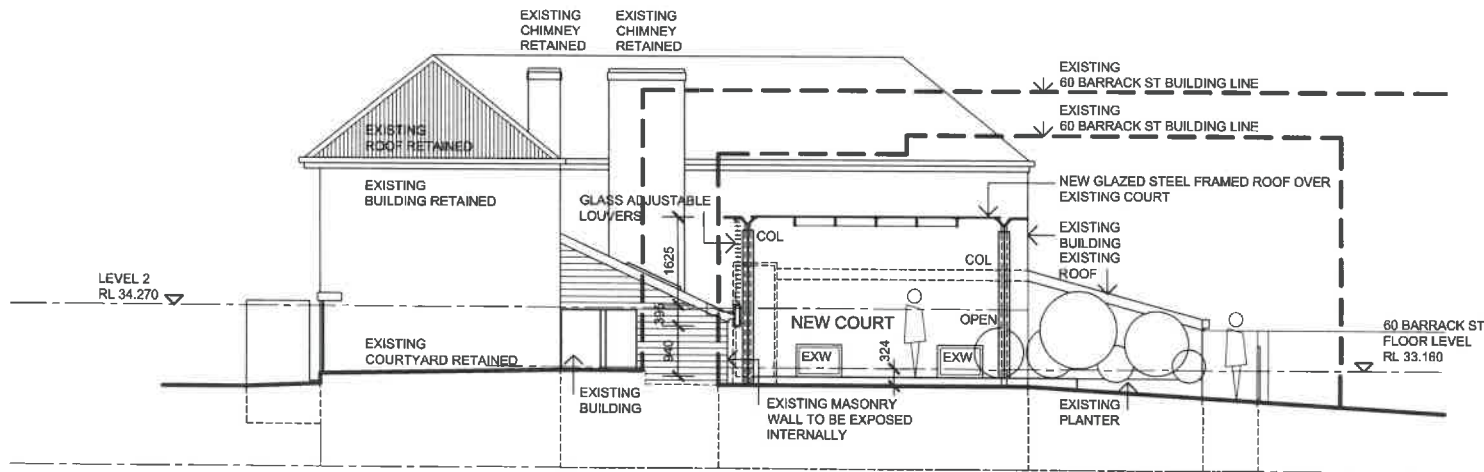 EXISTING
CHIMNEY
RETAINED
EXISTING
CHIMNEY
RETAINED
EXISTING
60 BARRACK ST BUILDING LINE
EXISTING
60 BARRACK ST BUILDING LINE
EXISTING
ROOF RETAINED
EXISTING
BUILDING RETAINED
GLASS ADJUSTABLE
LOUVERS
NEW GLAZED STEEL FRAMED ROOF OVER
EXISTING COURT
COL
COL
EXISTING
BUILDING
EXISTING
ROOF
1625
395
940
LEVEL 2
RL 34.270
NEW COURT
OPEN
324
EXW
EXW
60 BARRACK ST
FLOOR LEVEL
RL 33.160
EXISTING
COURTYARD RETAINED
EXISTING
BUILDING
EXISTING MASONRY
WALL TO BE EXPOSED
INTERNALLY
EXISTING
PLANTER